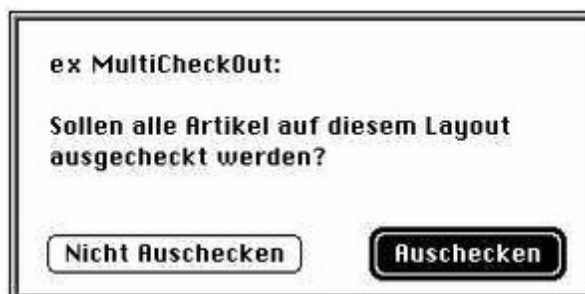 ex MultiCheckOut:
Sollen alle Artikel auf diesem Layout
ausgecheckt werden?
Nicht Auschecken
Auschecken